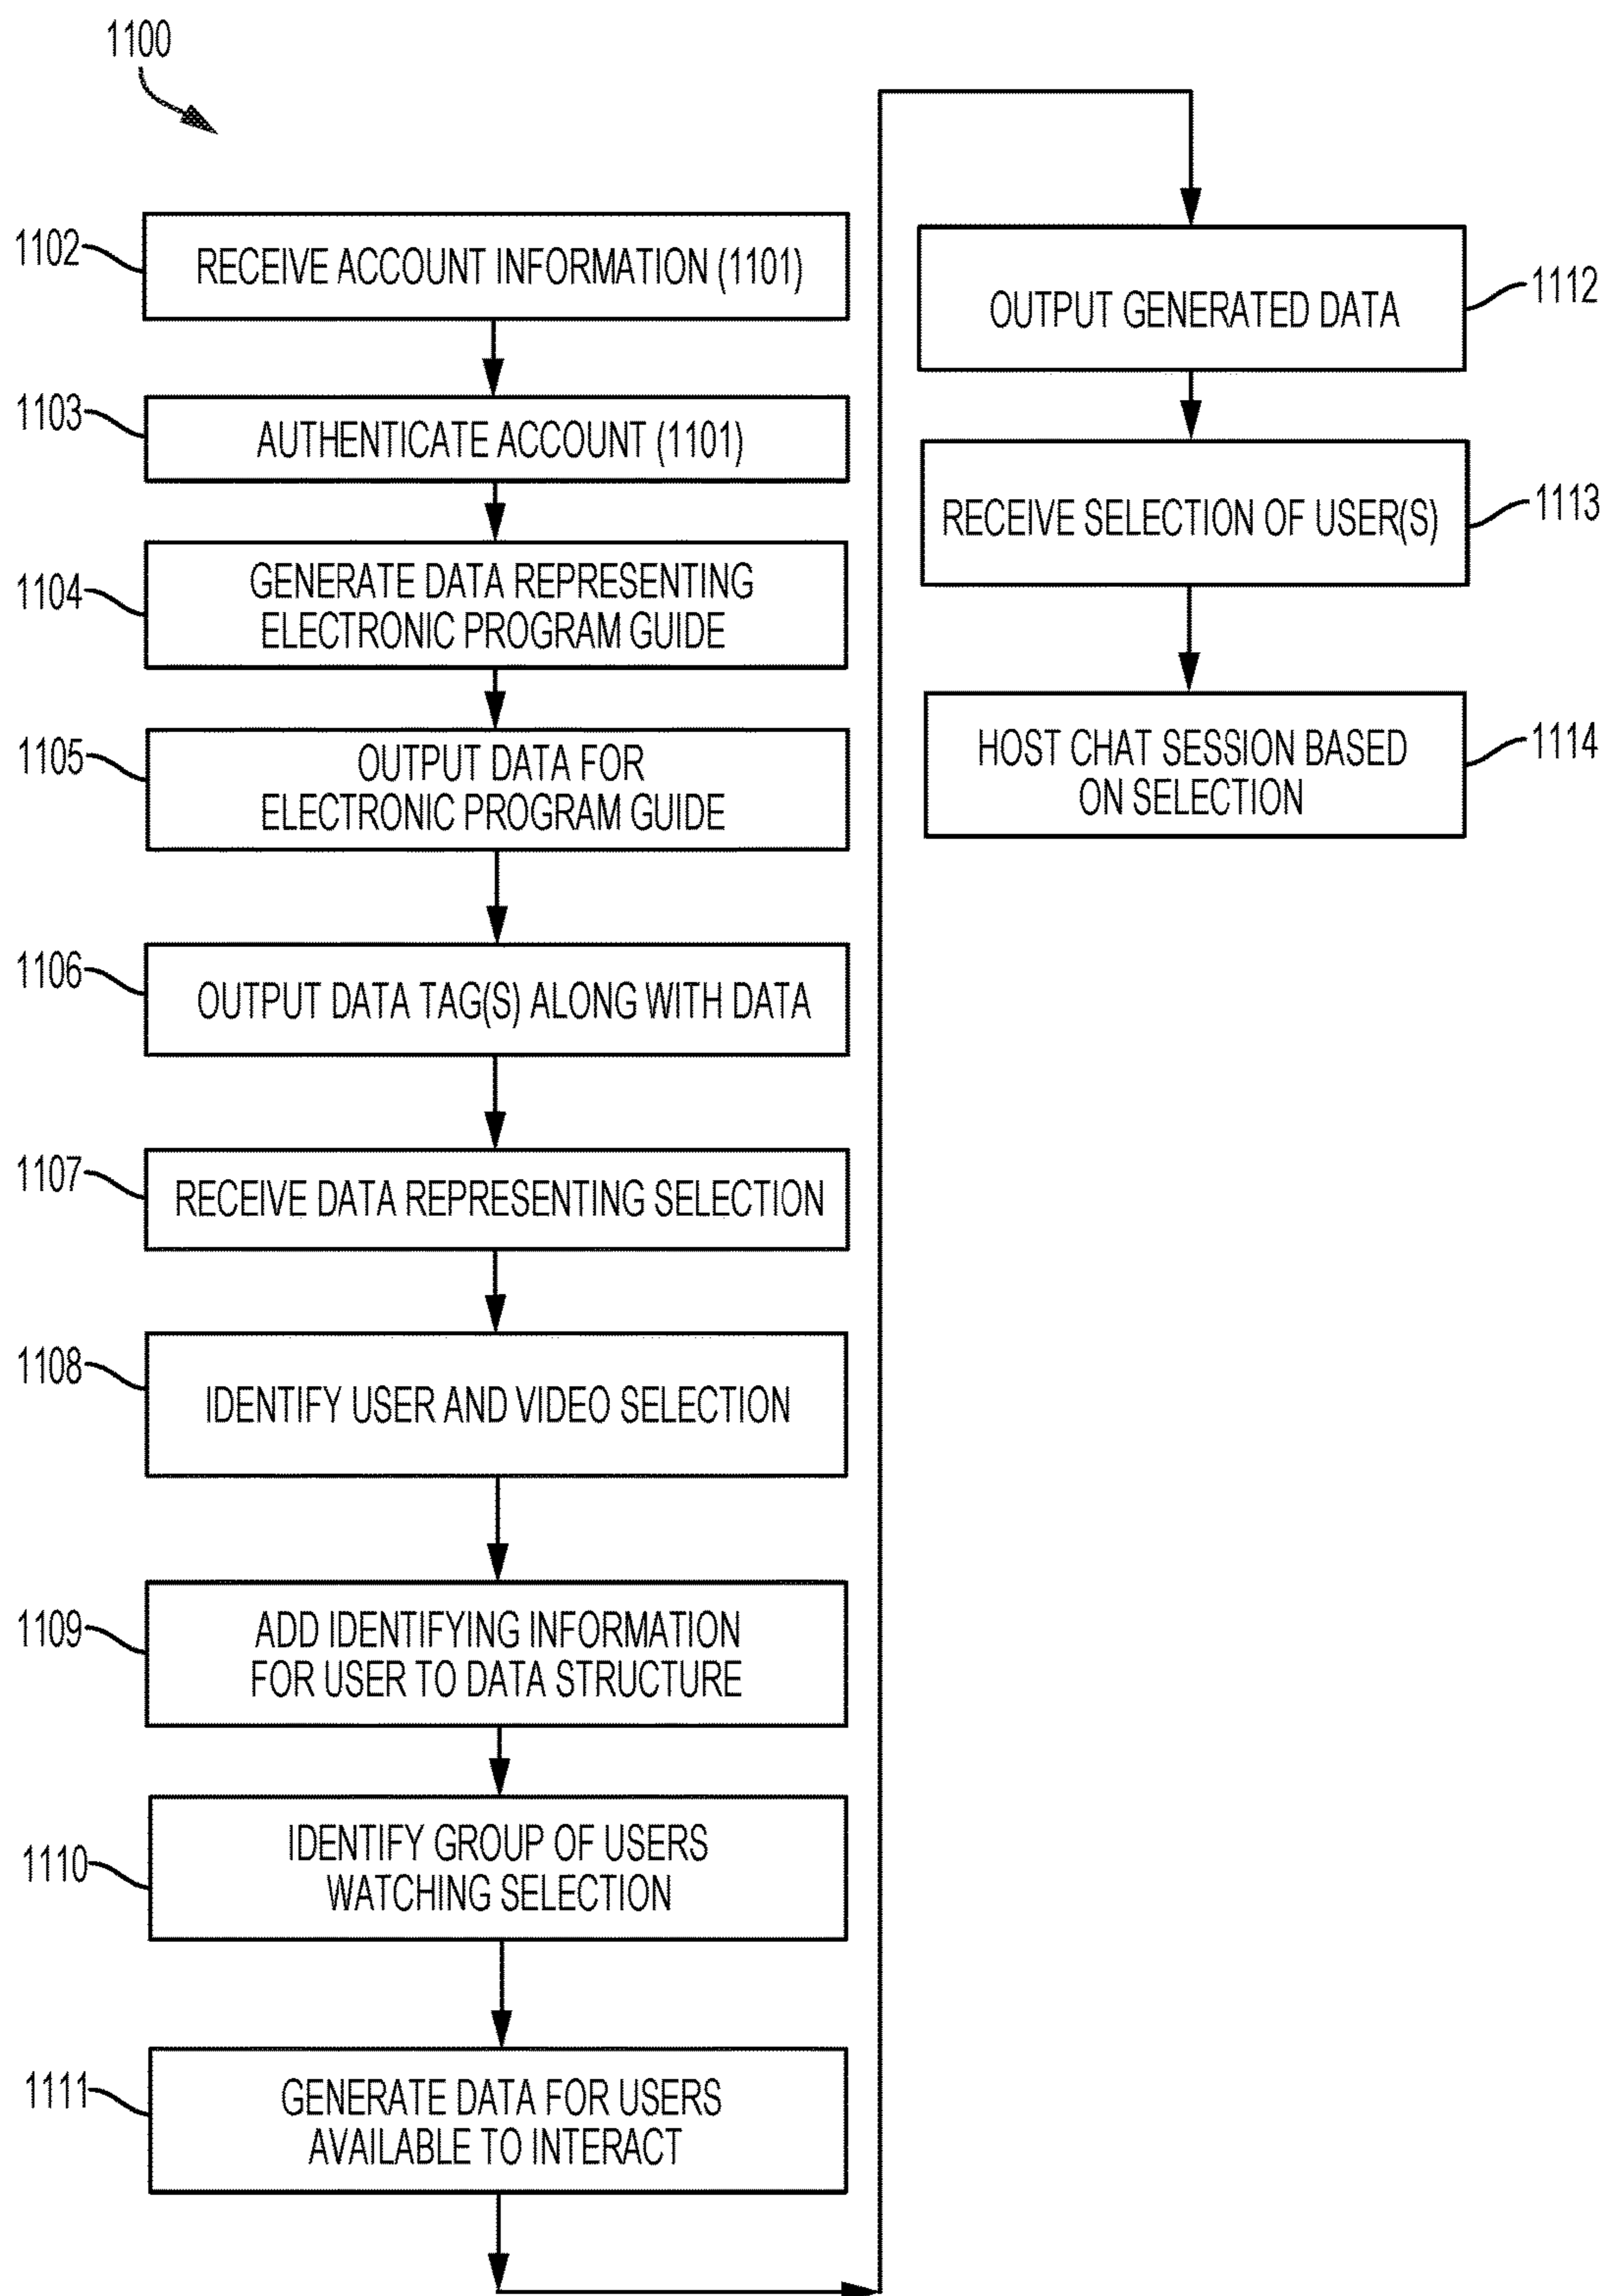 1100
1102
RECEIVE ACCOUNT INFORMATION (1101)
1103
AUTHENTICATE ACCOUNT (1101)
1104
GENERATE DATA REPRESENTING
ELECTRONIC PROGRAM GUIDE
1105
OUTPUT DATA FOR
ELECTRONIC PROGRAM GUIDE
1106
OUTPUT DATA TAG(S) ALONG WITH DATA
1107
RECEIVE DATA REPRESENTING SELECTION
1108
IDENTIFY USER AND VIDEO SELECTION
1109
ADD IDENTIFYING INFORMATION
FOR USER TO DATA STRUCTURE
1110
IDENTIFY GROUP OF USERS
WATCHING SELECTION
1111
GENERATE DATA FOR USERS
AVAILABLE TO INTERACT
OUTPUT GENERATED DATA
1112
RECEIVE SELECTION OF USER(S)
1113
HOST CHAT SESSION BASED
ON SELECTION
1114